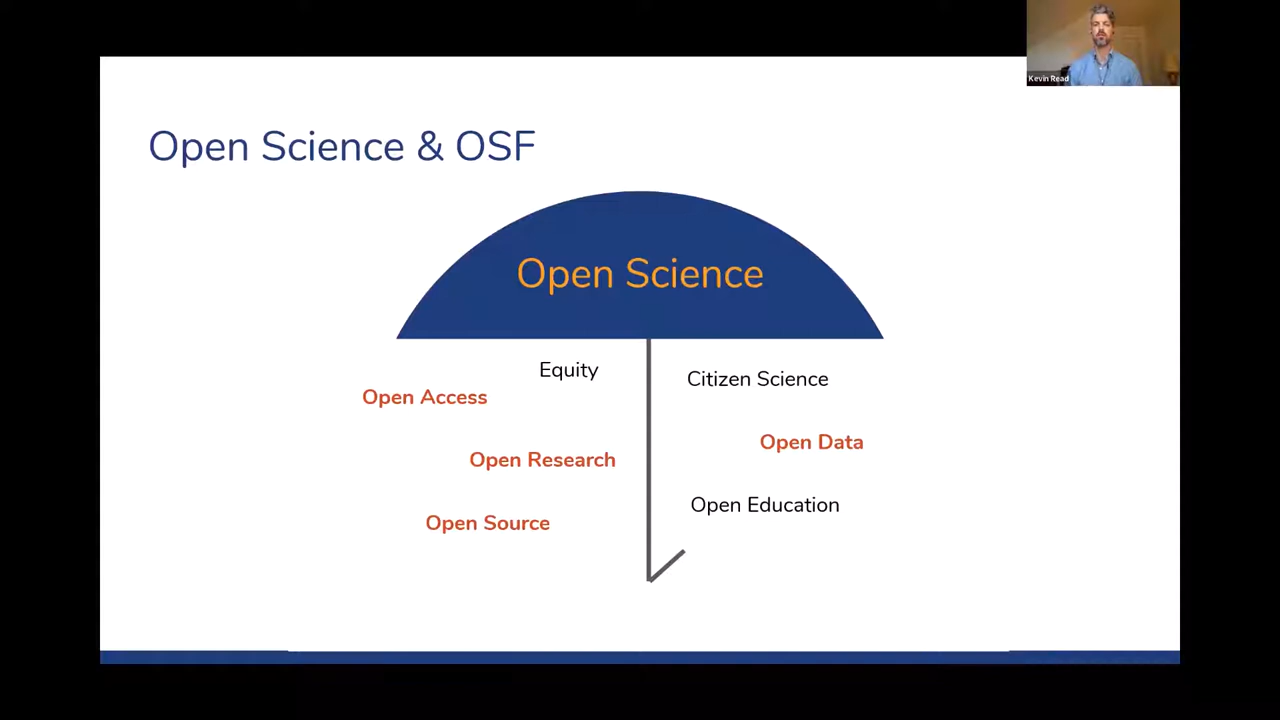 Kevin Read
Open Science & OSF
Open Science
Equity
Citizen Science
Open Access
Open Data
Open Research
Open Education
Open Source